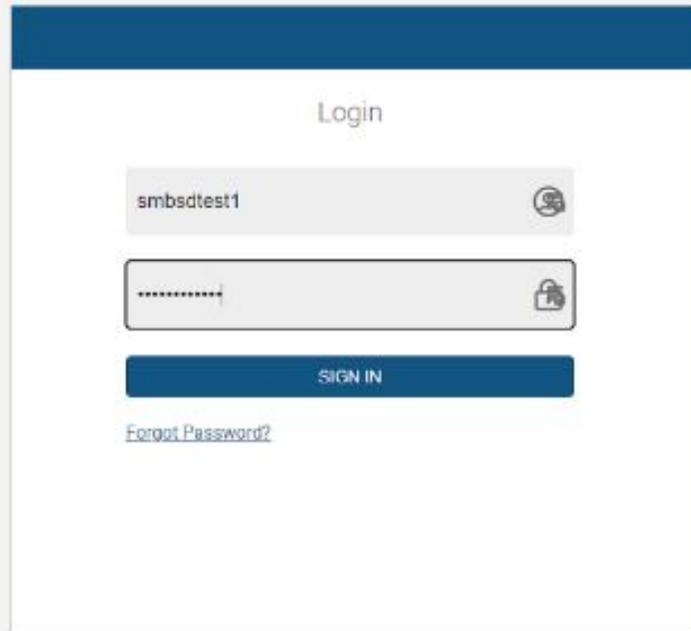 Login
smbsdtest1
••••••••••••
SIGN IN
Forgot Password?